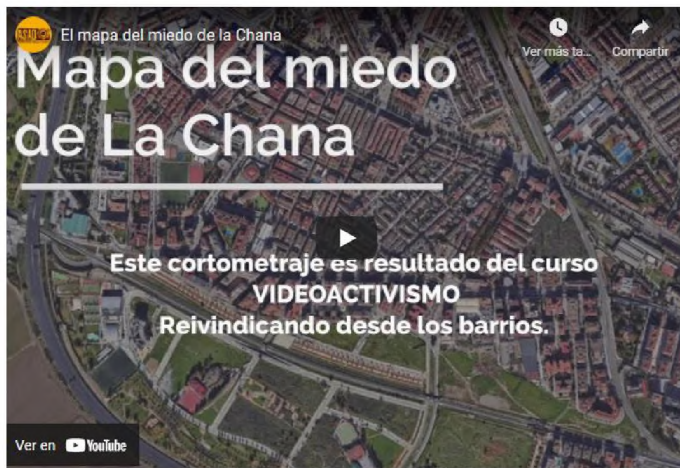 El mapa del miedo de la Chana
Ver más ta...
Compartir
Mapa del miedo
de La Chana
Este cortometraje es resultado del curso
VIDEOACTIVISMO
Reivindicando desde los barrios.
Ver en YouTube